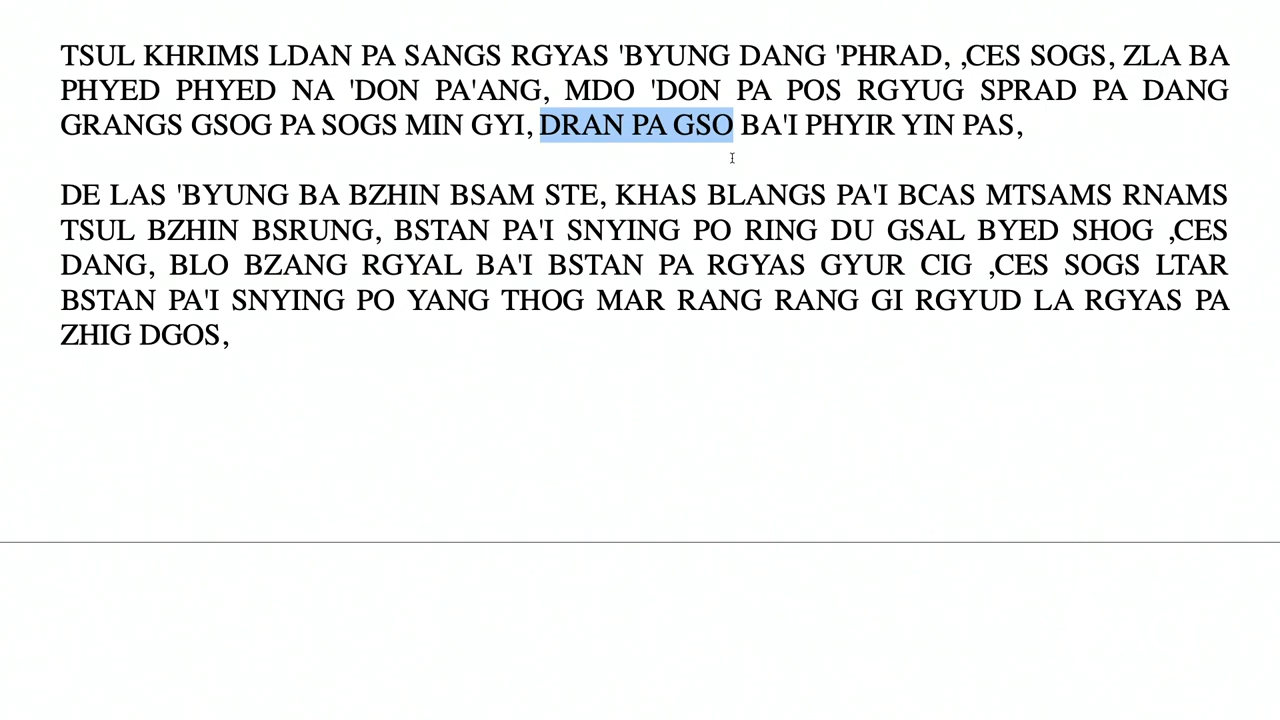 TSUL KHRIMS LDAN PA SANGS RGYAS 'BYUNG DANG 'PHRAD, ,CES SOGS, ZLA BA
PHYED PHYED NA 'DON PA'ANG, MDO 'DON PA POS RGYUG SPRAD PA DANG
GRANGS GSOG PA SOGS MIN GYI, DRAN PA GSO BA'I PHYIR YIN PAS,
DE LAS 'BYUNG BA BZHIN BSAM STE, KHAS BLANGS PA'I BCAS MTSAMS RNAMS
TSUL BZHIN BSRUNG, BSTAN PA'I SNYING PO RING DU GSAL BYED SHOG ,CES
DANG, BLO BZANG RGYAL BA'I BSTAN PA RGYAS GYUR CIG ,CES SOGS LTAR
BSTAN PA'I SNYING PO YANG THOG MAR RANG RANG GI RGYUD LA RGYAS PA
ZHIG DGOS,